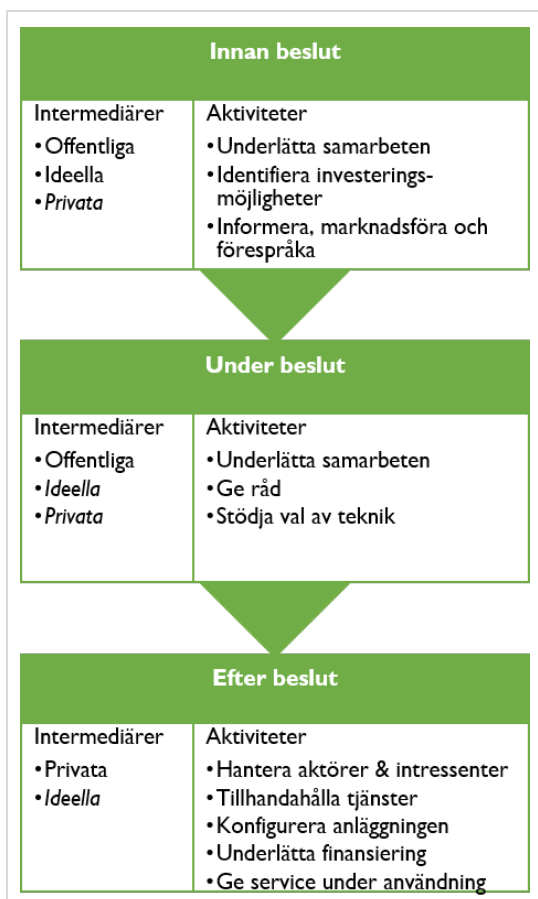 Innan beslut
Intermediärer
• Offentliga
• Ideella
• Privata
Aktiviteter
• Underlätta samarbeten
• Identifiera investerings-
möjligheter
• Informera, marknadsföra och
förespråka
Under beslut
Intermediärer
• Offentliga
• Ideella
• Privata
Aktiviteter
• Underlätta samarbeten
• Ge råd
• Stödja val av teknik
Efter beslut
Intermediärer
• Privata
• Ideella
Aktiviteter
• Hantera aktörer & intressenter
• Tillhandahålla tjänster
• Konfigurera anläggningen
• Underlätta finansiering
• Ge service under användning